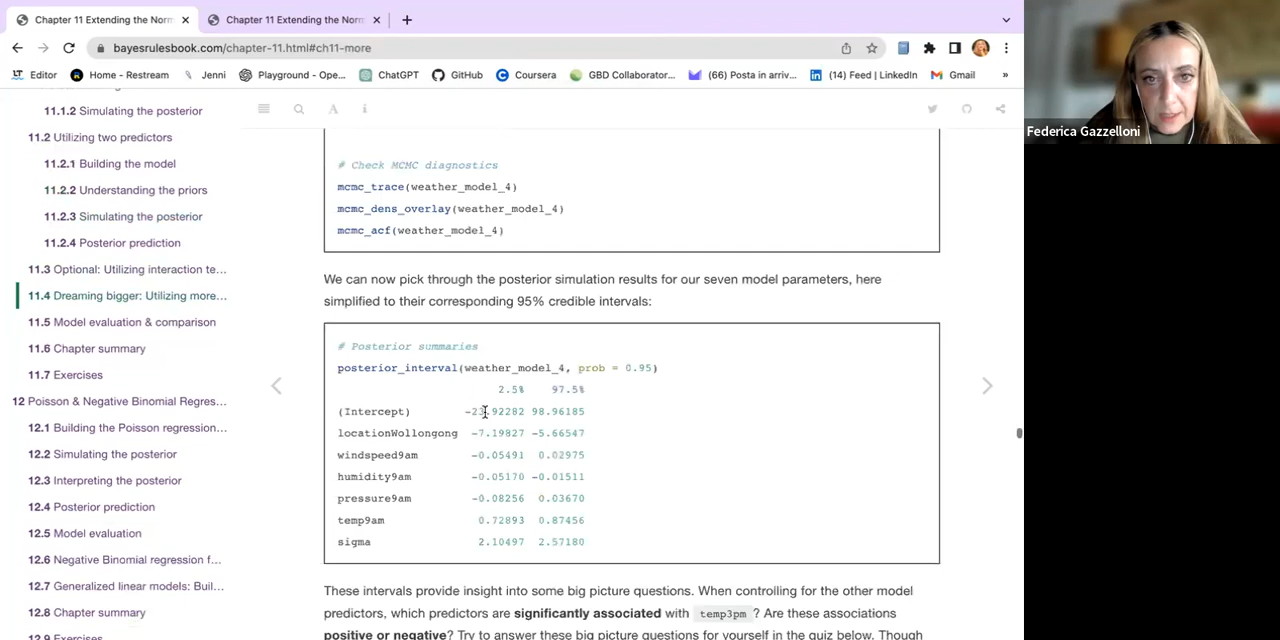 Chapter 11 Extending the Norm
Chapter 11 Extending the Norm
bayesrulesbook.com/chapter-11.html#ch11-more
Editor
Home - Restream
Jenni
Playground - Ope...
ChatGPT
GitHub
Coursera
GBD Collaborator...
(66) Posta in arriv...
(14) Feed | LinkedIn
Gmail
»
11.1.2 Simulating the posterior
11.2 Utilizing two predictors
11.2.1 Building the model
11.2.2 Understanding the priors
11.2.3 Simulating the posterior
11.2.4 Posterior prediction
11.3 Optional: Utilizing interaction te...
11.4 Dreaming bigger: Utilizing more...
11.5 Model evaluation & comparison
11.6 Chapter summary
11.7 Exercises
12 Poisson & Negative Binomial Regres...
12.1 Building the Poisson regression...
12.2 Simulating the posterior
12.3 Interpreting the posterior
12.4 Posterior prediction
12.5 Model evaluation
12.6 Negative Binomial regression f...
12.7 Generalized linear models: Buil...
12.8 Chapter summary
12.9 Exercises
# Check MCMC diagnostics
mcmc_trace(weather_model_4)
mcmc_dens_overlay(weather_model_4)
mcmc_acf(weather_model_4)
We can now pick through the posterior simulation results for our seven model parameters, here
simplified to their corresponding 95% credible intervals:
# Posterior summaries
posterior_interval(weather_model_4, prob = 0.95)
2.5% 97.5%
(Intercept) 98.96185
locationWollongong -7.19827 -5.66547
windspeed9am -0.05491 0.02975
humidity9am -0.05170 -0.01511
pressure9am -0.08256 0.03670
temp9am 0.72893 0.87456
sigma 2.10497 2.57180
These intervals provide insight into some big picture questions. When controlling for the other model
predictors, which predictors are significantly associated with temp3pm ? Are these associations
positive or negative? Try to answer these big picture questions for yourself in the quiz below. Though
Federica Gazzelloni